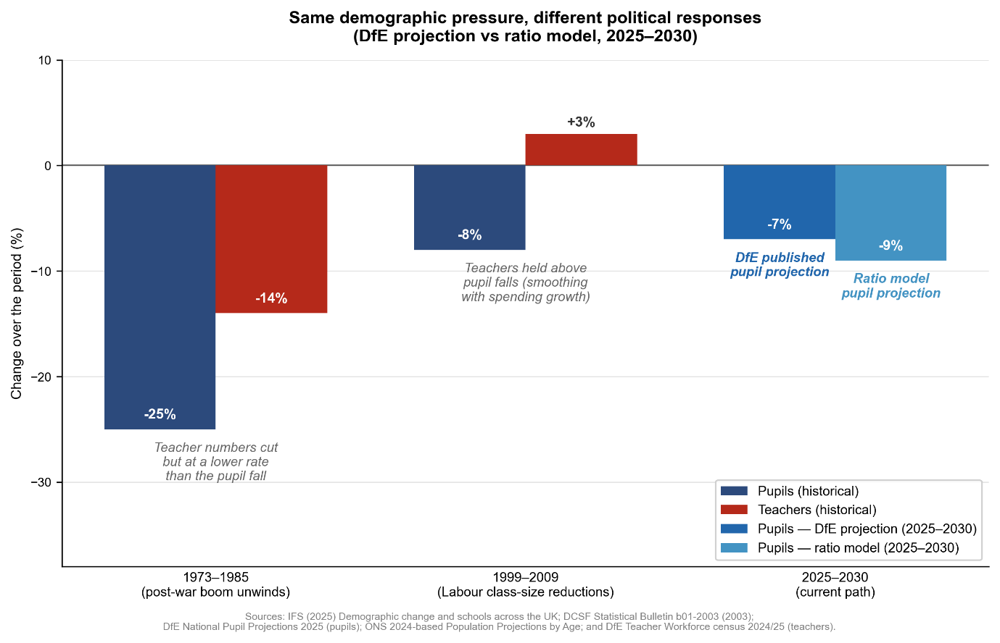 Same demographic pressure, different political responses
(DfE projection vs ratio model, 2025–2030)
Change over the period (%)
10
0
−10
−20
−30
-25%
-14%
Teacher numbers cut
but at a lower rate
than the pupil fall
-8%
+3%
Teachers held above
pupil falls (smoothing
with spending growth)
-7%
-9%
DfE published
pupil projection
Ratio model
pupil projection
Pupils (historical)
Teachers (historical)
Pupils — DfE projection (2025–2030)
Pupils — ratio model (2025–2030)
1973–1985
(post-war boom unwinds)
1999–2009
(Labour class-size reductions)
2025–2030
(current path)
Sources: IFS (2025) Demographic change and schools across the UK; DCSF Statistical Bulletin b01-2003 (2003);
DfE National Pupil Projections 2025 (pupils); ONS 2024-based Population Projections by Age; and DfE Teacher Workforce census 2024/25 (teachers).